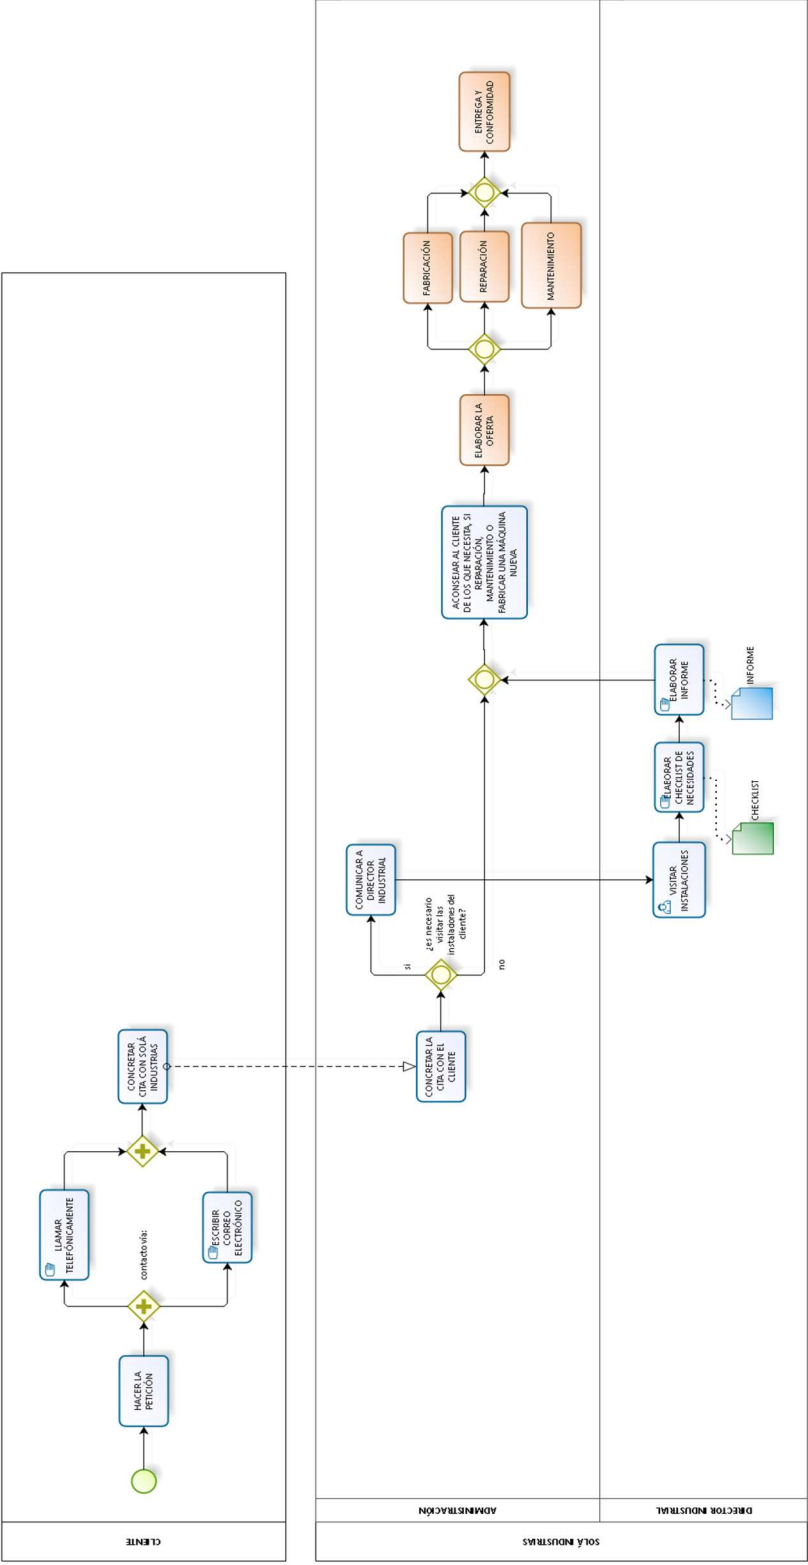 CLIENTE
HACER LA
PETICIÓN
contacto vía:
LLAMAR
TELEFÓNICAMENTE
ESCRIBIR
CORREO
ELECTRÓNICO
CONCRETAR
CITA CON SOLÁ
INDUSTRIAS
SOLÁ INDUSTRIAS
ADMINISTRACIÓN
CONCRETAR LA
CITA CON EL
CLIENTE
¿es necesario
visitar las
instaladones del
cliente?
si
no
COMUNICAR A
DIRECTOR
INDUSTRIAL
ACONSEJAR AL CLIENTE
DE LOS QUE NECESITA, SI
REPARACIÓN,
MANTENIMIENTO O
FABRICAR UNA MÁQUINA
NUEVA
ELABORAR LA
OFERTA
FABRICACIÓN
REPARACIÓN
MANTENIMIENTO
ENTREGA Y
CONFORMIDAD
DIRECTOR INDUSTRIAL
VISITAR
INSTALACIONES
ELABORAR
CHECKLIST DE
NECESIDADES
CHECKLIST
ELABORAR
INFORME
INFORME